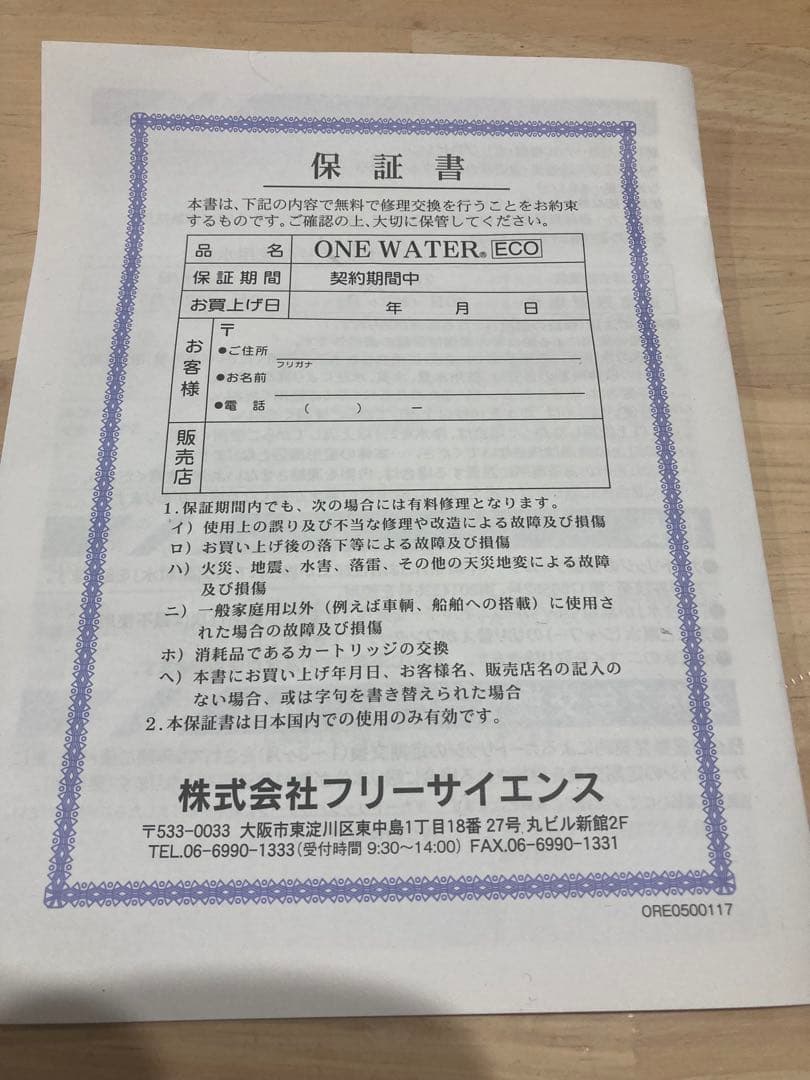 保証書
本書は、下記の内容で無料で修理交換を行うことをお約束
するものです。ご確認の上、大切に保管してください。
品名 ONE WATER® ECO
保証期間 契約期間中
お買上げ日 年 月 日
お客様
〒
●ご住所
フリガナ
●お名前
●電話 ( ) −
販売店
1.保証期間内でも、次の場合には有料修理となります。
イ）使用上の誤り及び不当な修理や改造による故障及び損傷
ロ）お買い上げ後の落下等による故障及び損傷
ハ）火災、地震、水害、落雷、その他の天災地変による故障
及び損傷
ニ）一般家庭用以外（例えば車輌、船舶への搭載）に使用さ
れた場合の故障及び損傷
ホ）消耗品であるカートリッジの交換
ヘ）本書にお買い上げ年月日、お客様名、販売店名の記入の
ない場合、或は字句を書き替えられた場合
2.本保証書は日本国内での使用のみ有効です。
株式会社フリーサイエンス
〒533-0033 大阪市東淀川区東中島1丁目18番27号 丸ビル新館2F
TEL.06-6990-1333(受付時間 9:30〜14:00) FAX.06-6990-1331
ORE0500117